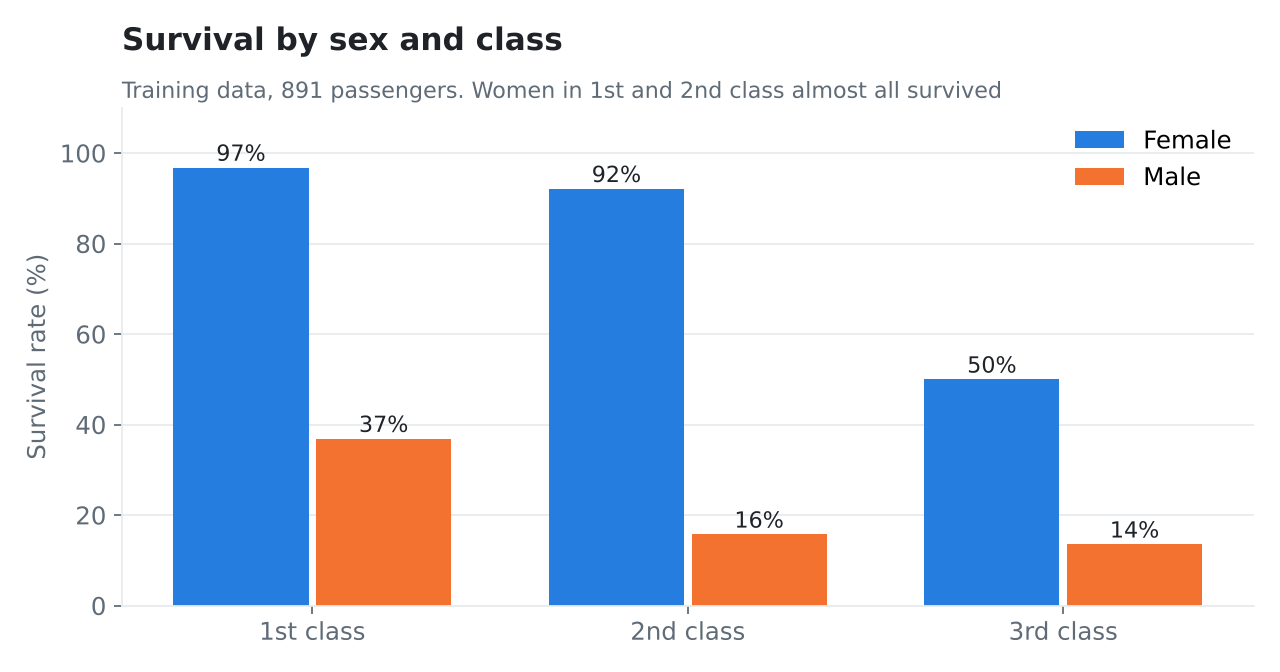 Survival by sex and class
Training data, 891 passengers. Women in 1st and 2nd class almost all survived
Female
Male
Survival rate (%)
100
80
60
40
20
0
97%
37%
92%
16%
50%
14%
1st class
2nd class
3rd class